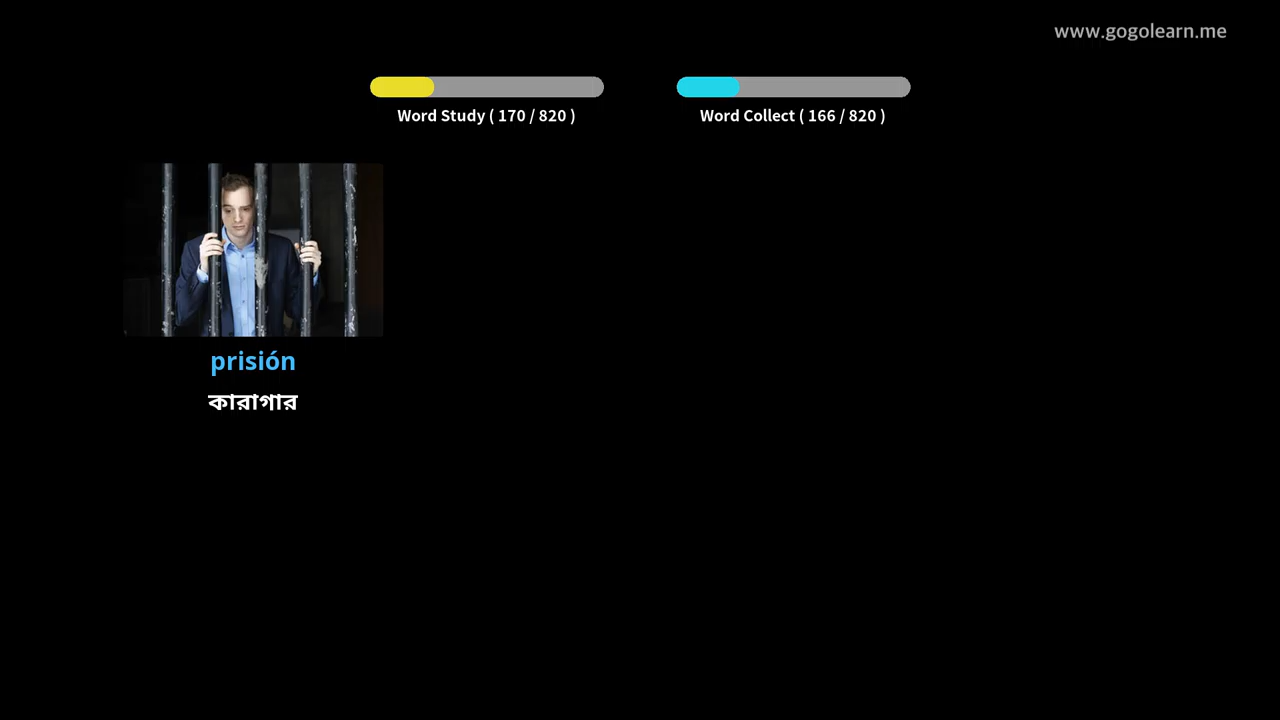 www.gogolearn.me
Word Study ( 170 / 820 )
Word Collect ( 166 / 820 )
prisión
কারাগার